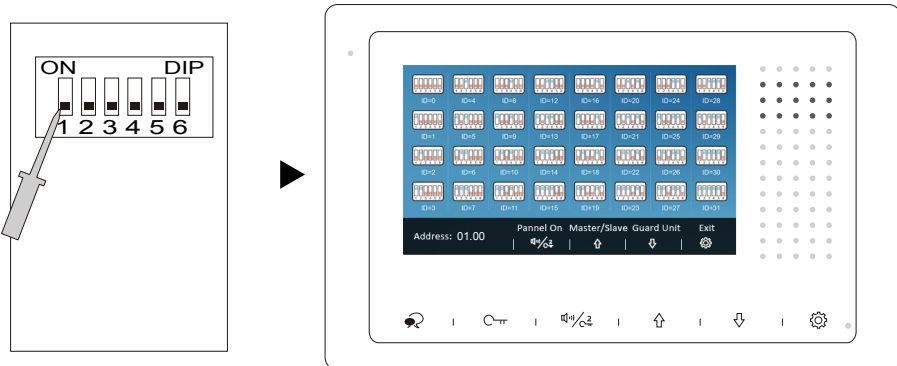 ON DIP
1 2 3 4 5 6
ID=0 ID=4 ID=8 ID=12 ID=16 ID=20 ID=24 ID=28
ID=1 ID=5 ID=9 ID=13 ID=17 ID=21 ID=25 ID=29
ID=2 ID=6 ID=10 ID=14 ID=18 ID=22 ID=26 ID=30
ID=3 ID=7 ID=11 ID=15 ID=19 ID=23 ID=27 ID=31
Address: 01.00
Pannel On Master/Slave Guard Unit Exit